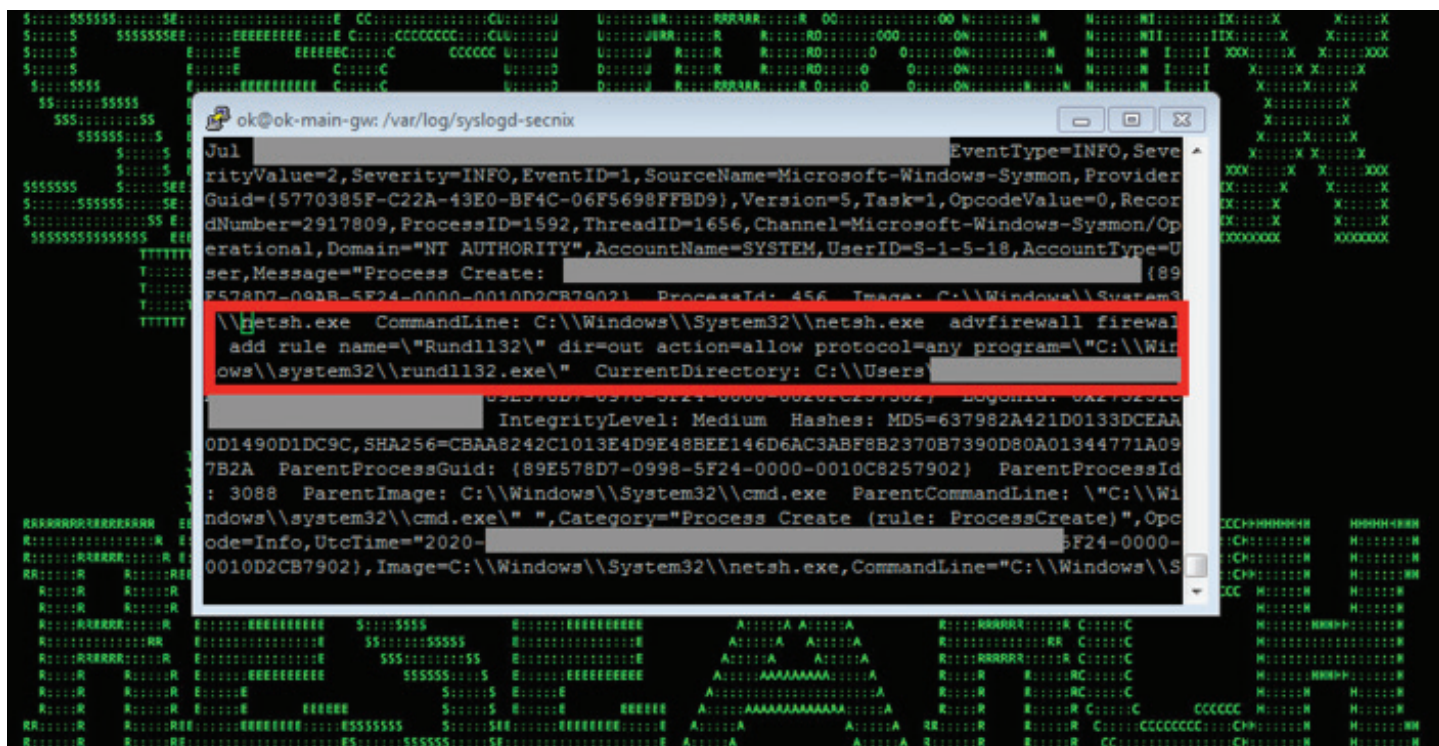 ok@ok-main-gw: /var/log/syslogd-secnix
Jul EventType=INFO,Seve
rityValue=2,Severity=INFO,EventID=1,SourceName=Microsoft-Windows-Sysmon,Provider
Guid={5770385F-C22A-43E0-BF4C-06F5698FFBD9},Version=5,Task=1,OpcodeValue=0,Recor
dNumber=2917809,ProcessID=1592,ThreadID=1656,Channel=Microsoft-Windows-Sysmon/Op
erational,Domain="NT AUTHORITY",AccountName=SYSTEM,UserID=S-1-5-18,AccountType=U
ser,Message="Process Create: {89
E578D7-09AB-5F24-0000-0010D2CB7902} ProcessId: 456 Image: C:\\Windows\\System3
\\netsh.exe CommandLine: C:\\Windows\\System32\\netsh.exe advfirewall firewal
add rule name=\"Rundll32\" dir=out action=allow protocol=any program=\"C:\\Win
ows\\system32\\rundll32.exe\" CurrentDirectory: C:\\Users\
IntegrityLevel: Medium Hashes: MD5=637982A421D0133DCEAA
0D1490D1DC9C,SHA256=CBAA8242C1013E4D9E48BEE146D6AC3ABF8B2370B7390D80A01344771A09
7B2A ParentProcessGuid: {89E578D7-0998-5F24-0000-0010C8257902} ParentProcessId
: 3088 ParentImage: C:\\Windows\\System32\\cmd.exe ParentCommandLine: \"C:\\Wi
ndows\\system32\\cmd.exe\" ",Category="Process Create (rule: ProcessCreate)",Opc
ode=Info,UtcTime="2020- 5F24-0000-
0010D2CB7902},Image=C:\\Windows\\System32\\netsh.exe,CommandLine="C:\\Windows\\S